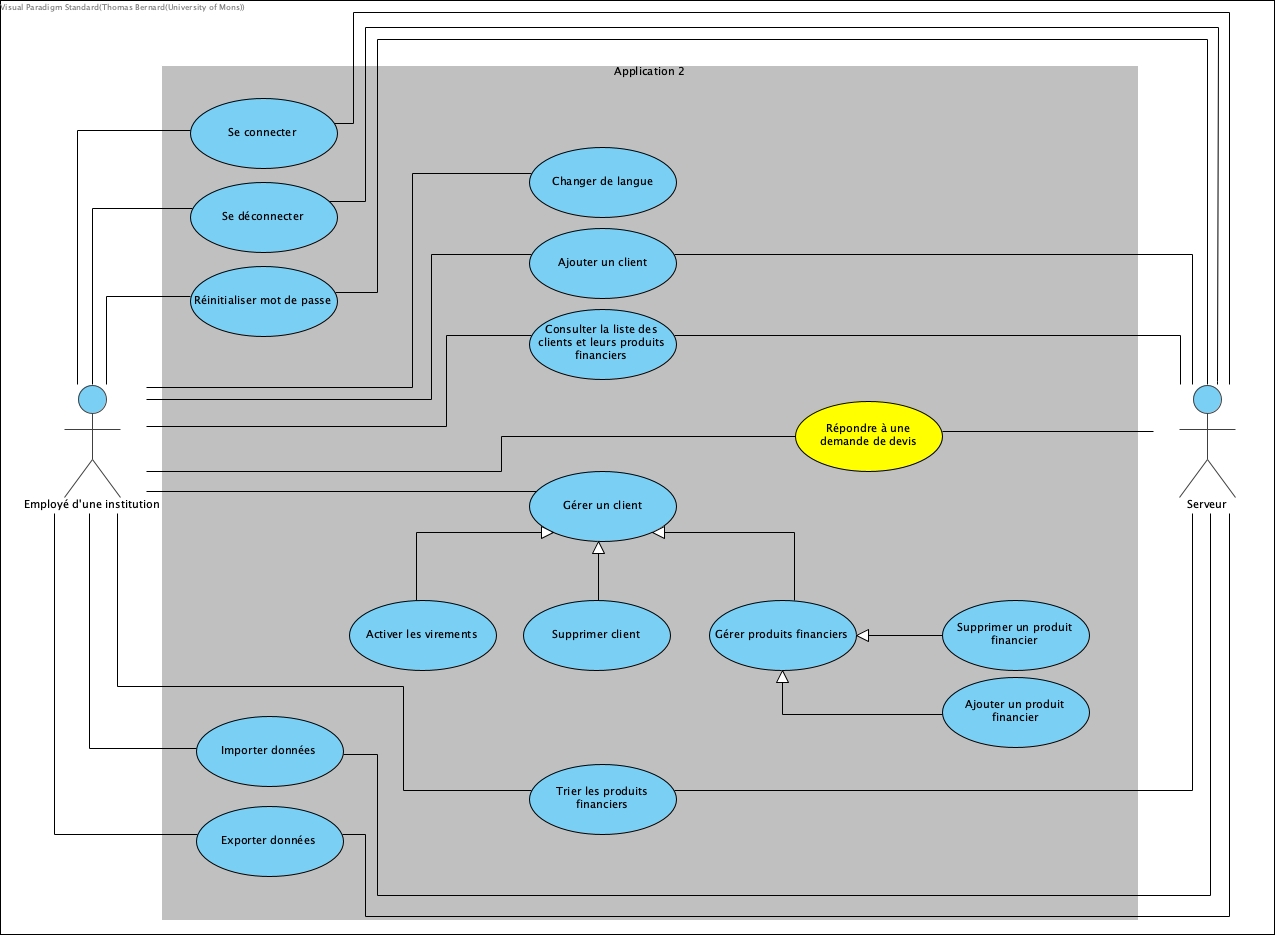 Visual Paradigm Standard(Thomas Bernard(University of Mons))
Application 2
Se connecter
Changer de langue
Se déconnecter
Ajouter un client
Réinitialiser mot de passe
Consulter la liste des
clients et leurs produits
financiers
Répondre à une
demande de devis
Employé d'une institution
Gérer un client
Serveur
Activer les virements
Supprimer client
Gérer produits financiers
Supprimer un produit
financier
Ajouter un produit
financier
Importer données
Trier les produits
financiers
Exporter données